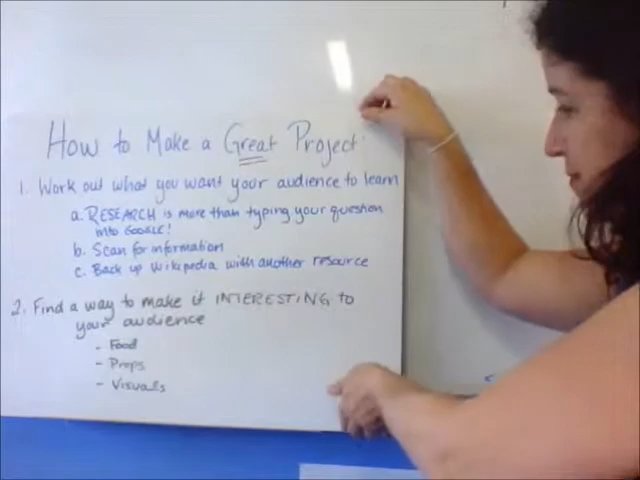 How to Make a Great Project
1. Work out what you want your audience to learn
a. RESEARCH is more than typing your question
into GOOGLE!
b. Scan for information
c. Back up Wikipedia with another resource
2. Find a way to make it INTERESTING to
your audience
- Food
- Props
- Visuals